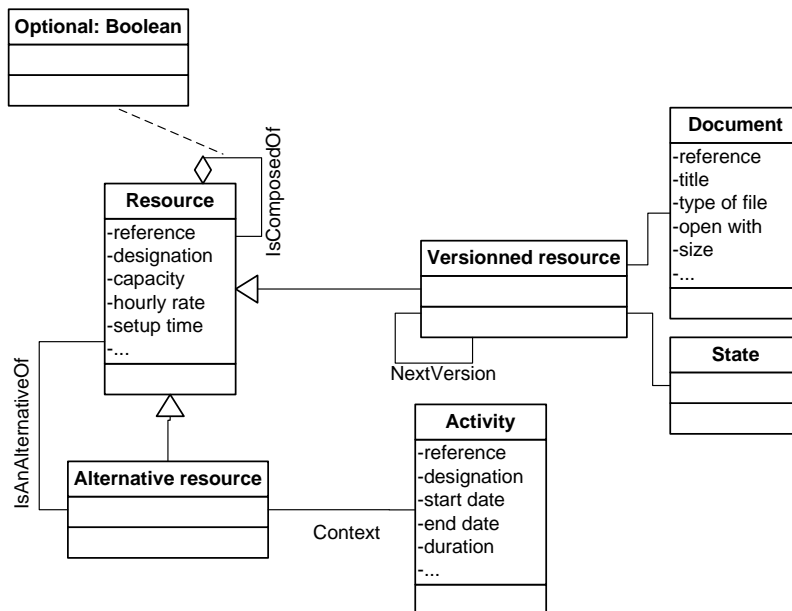 Optional: Boolean
IsComposedOf
Resource
-reference
-designation
-capacity
-hourly rate
-setup time
-...
Document
-reference
-title
-type of file
-open with
-size
-...
Versionned resource
NextVersion
State
IsAnAlternativeOf
Alternative resource
Context
Activity
-reference
-designation
-start date
-end date
-duration
-...